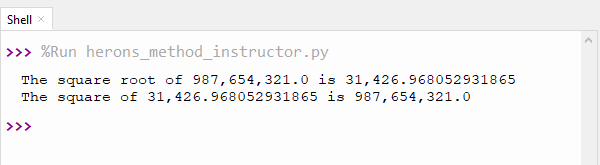 Shell ×
>>> %Run herons_method_instructor.py
The square root of 987,654,321.0 is 31,426.968052931865
The square of 31,426.968052931865 is 987,654,321.0
>>>